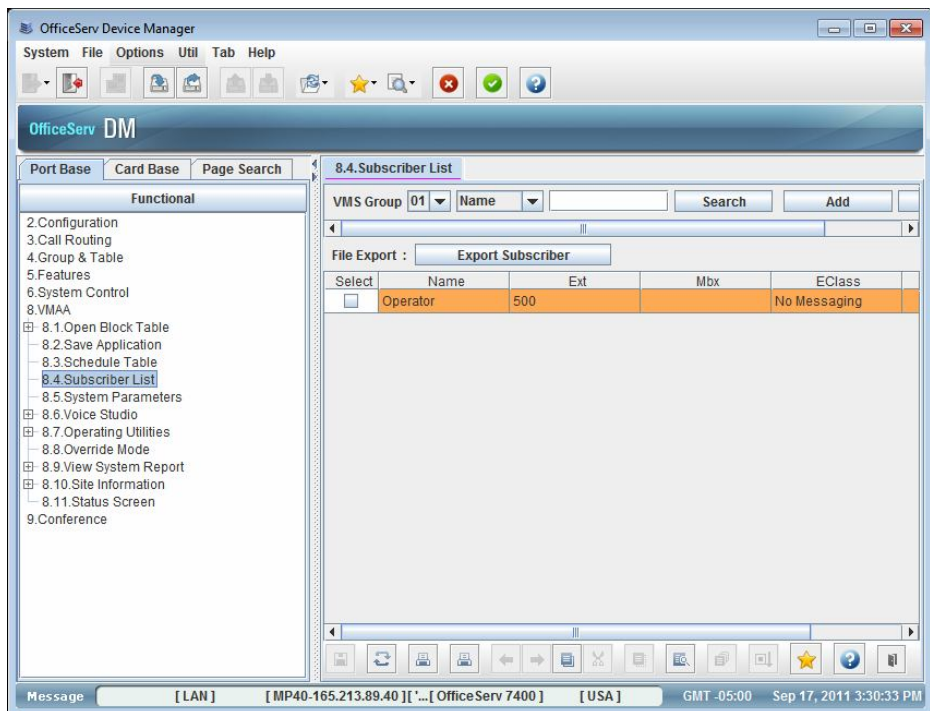 OfficeServ Device Manager
System File Options Util Tab Help
OfficeServ DM
Port Base Card Base Page Search
Functional
2.Configuration
3.Call Routing
4.Group & Table
5.Features
6.System Control
8.VMAA
8.1.Open Block Table
8.2.Save Application
8.3.Schedule Table
8.4.Subscriber List
8.5.System Parameters
8.6.Voice Studio
8.7.Operating Utilities
8.8.Override Mode
8.9.View System Report
8.10.Site Information
8.11.Status Screen
9.Conference
8.4.Subscriber List
VMS Group 01 Name Search Add
File Export : Export Subscriber
Select Name Ext Mbx EClass
Operator 500 No Messaging
Message [ LAN ] [ MP40-165.213.89.40 ][ '...[ OfficeServ 7400 ] [ USA ] GMT -05:00 Sep 17, 2011 3:30:33 PM